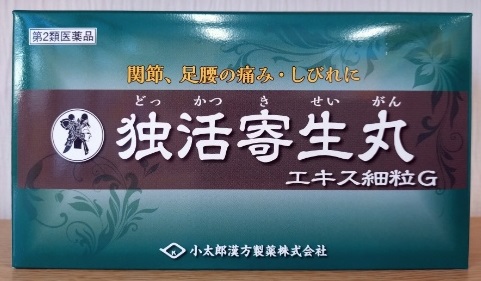 第2類医薬品
関節、足腰の痛み・しびれに
どっかつきせいがん
独活寄生丸
エキス細粒G
小太郎漢方製薬株式会社